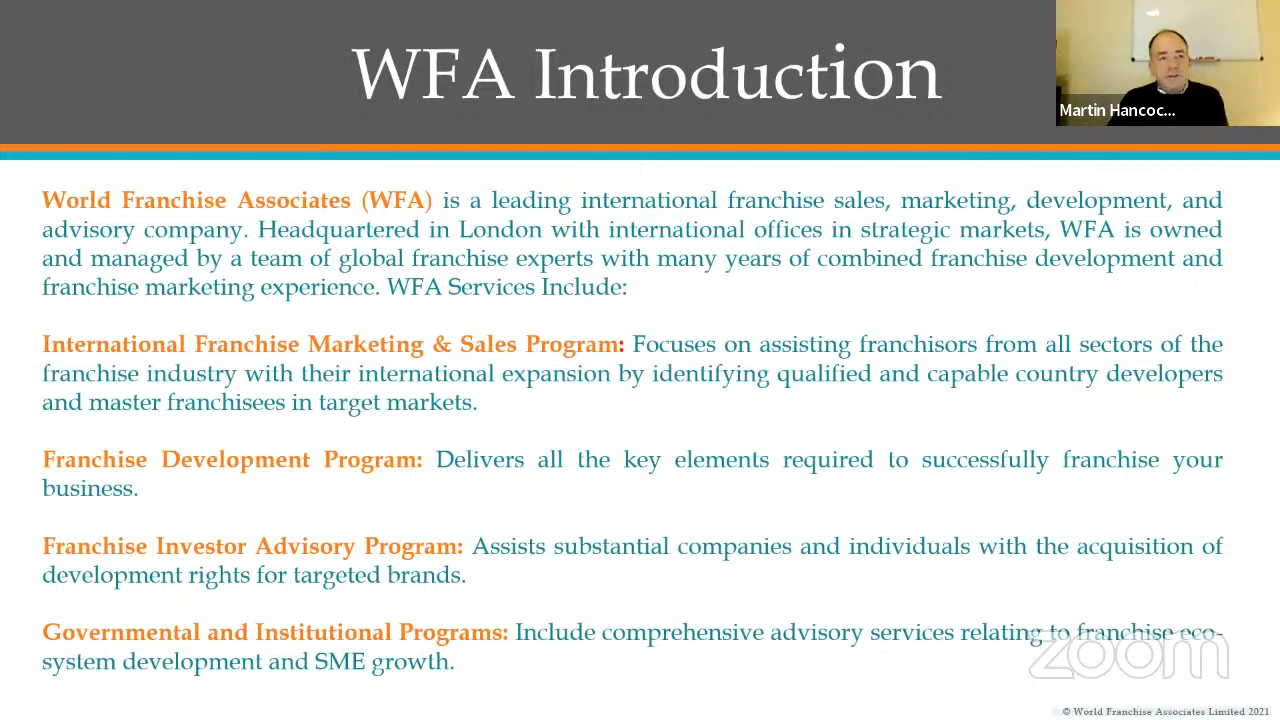 WFA Introduction
Martin Hancoc...
World Franchise Associates (WFA) is a leading international franchise sales, marketing, development, and
advisory company. Headquartered in London with international offices in strategic markets, WFA is owned
and managed by a team of global franchise experts with many years of combined franchise development and
franchise marketing experience. WFA Services Include:
International Franchise Marketing & Sales Program: Focuses on assisting franchisors from all sectors of the
franchise industry with their international expansion by identifying qualified and capable country developers
and master franchisees in target markets.
Franchise Development Program: Delivers all the key elements required to successfully franchise your
business.
Franchise Investor Advisory Program: Assists substantial companies and individuals with the acquisition of
development rights for targeted brands.
Governmental and Institutional Programs: Include comprehensive advisory services relating to franchise eco-
system development and SME growth.
zoom
© World Franchise Associates Limited 2021